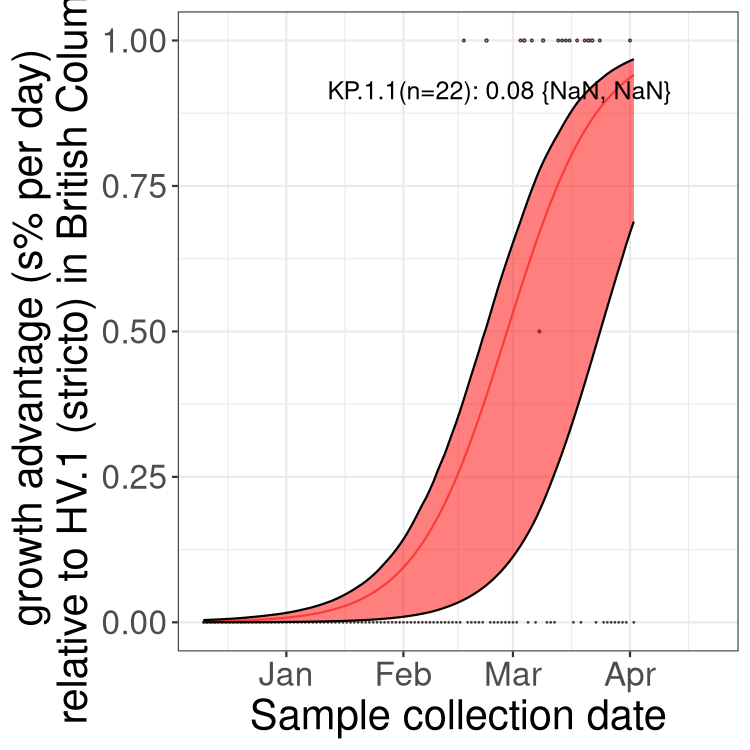 growth advantage (s% per day)
relative to HV.1 (stricto) in British Colum
1.00
0.75
0.50
0.25
0.00
KP.1.1(n=22): 0.08 {NaN, NaN}
Jan Feb Mar Apr
Sample collection date